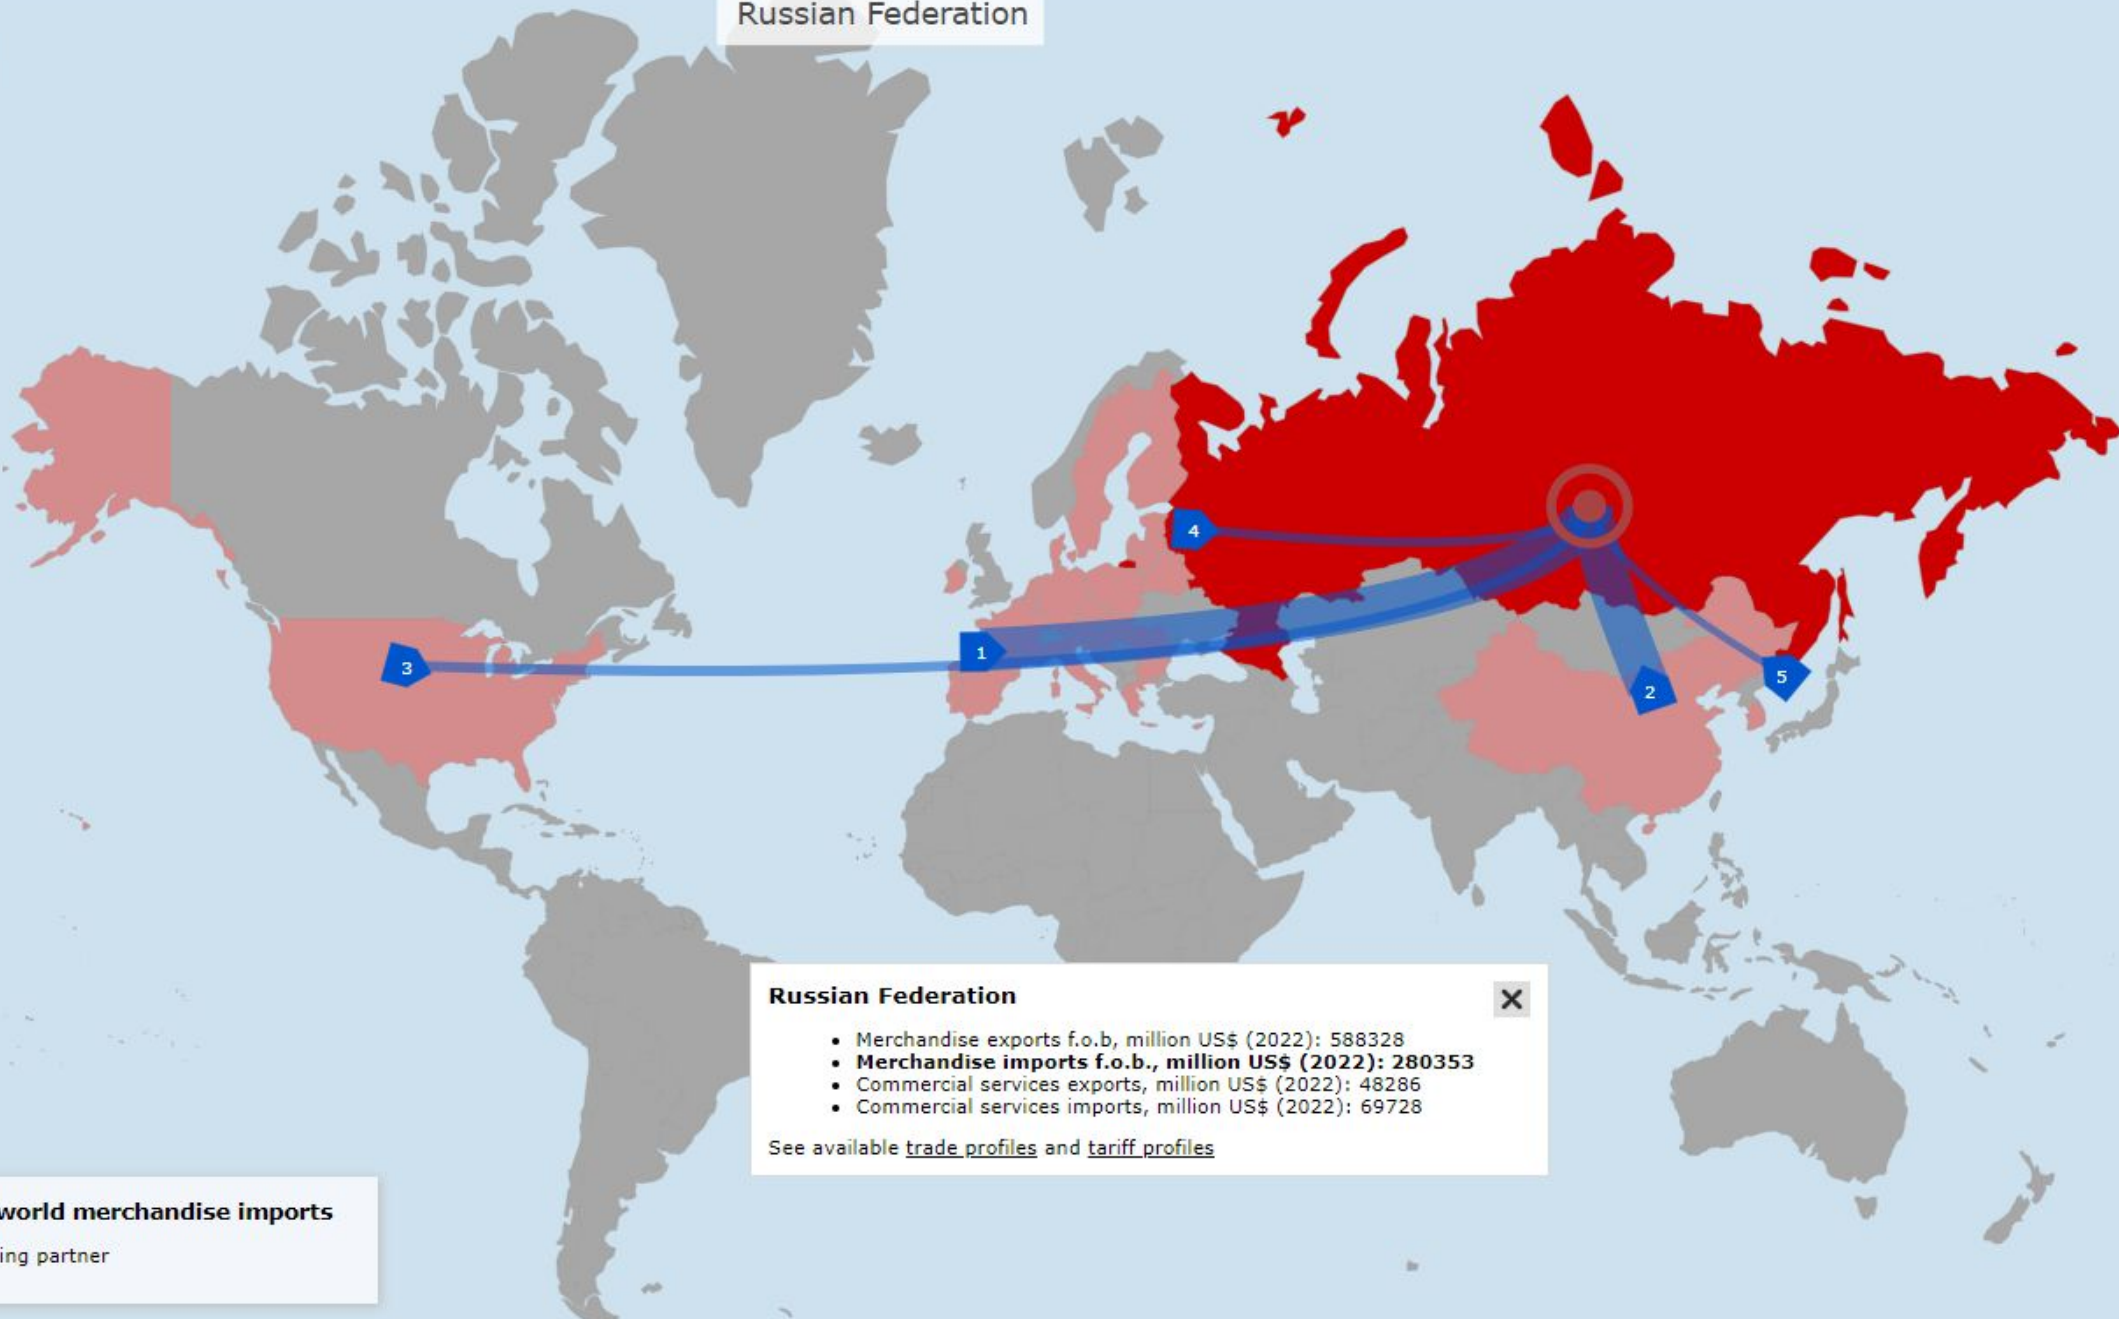 Russian Federation
4
1
3
2
5
Russian Federation
Merchandise exports f.o.b, million US$ (2022): 588328
Merchandise imports f.o.b., million US$ (2022): 280353
Commercial services exports, million US$ (2022): 48286
Commercial services imports, million US$ (2022): 69728
See available trade profiles and tariff profiles
world merchandise imports
ing partner